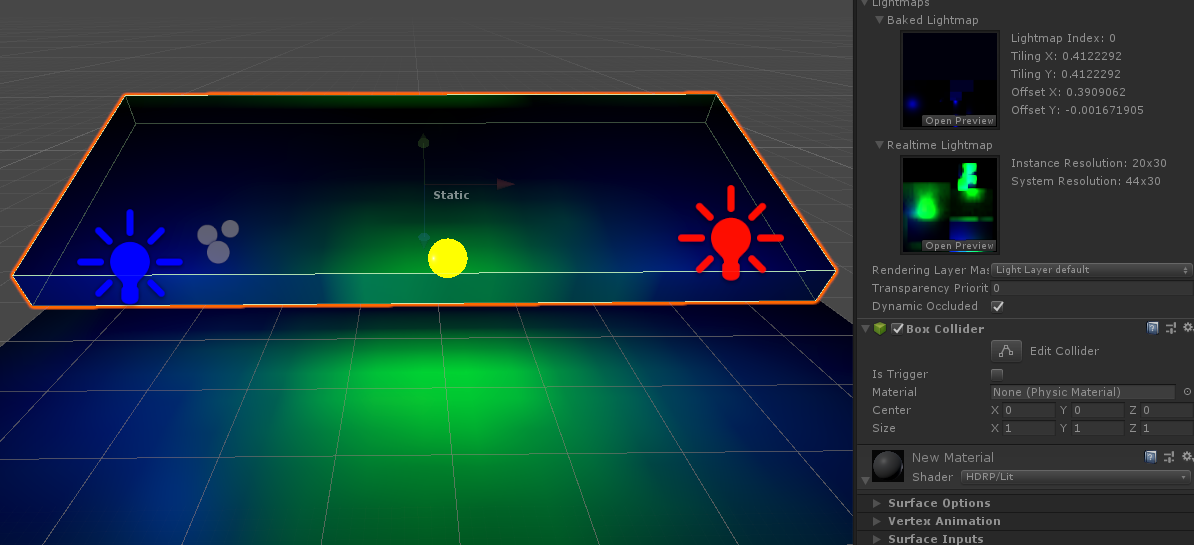 Static
Lightmaps
Baked Lightmap
Open Preview
Lightmap Index: 0
Tiling X: 0.4122292
Tiling Y: 0.4122292
Offset X: 0.3909062
Offset Y: -0.001671905
Realtime Lightmap
Open Preview
Instance Resolution: 20x30
System Resolution: 44x30
Rendering Layer Mas Light Layer default
Transparency Priorit 0
Dynamic Occluded
Box Collider
Edit Collider
Is Trigger
Material None (Physic Material)
Center X 0 Y 0 Z 0
Size X 1 Y 1 Z 1
New Material
Shader HDRP/Lit
Surface Options
Vertex Animation
Surface Inputs